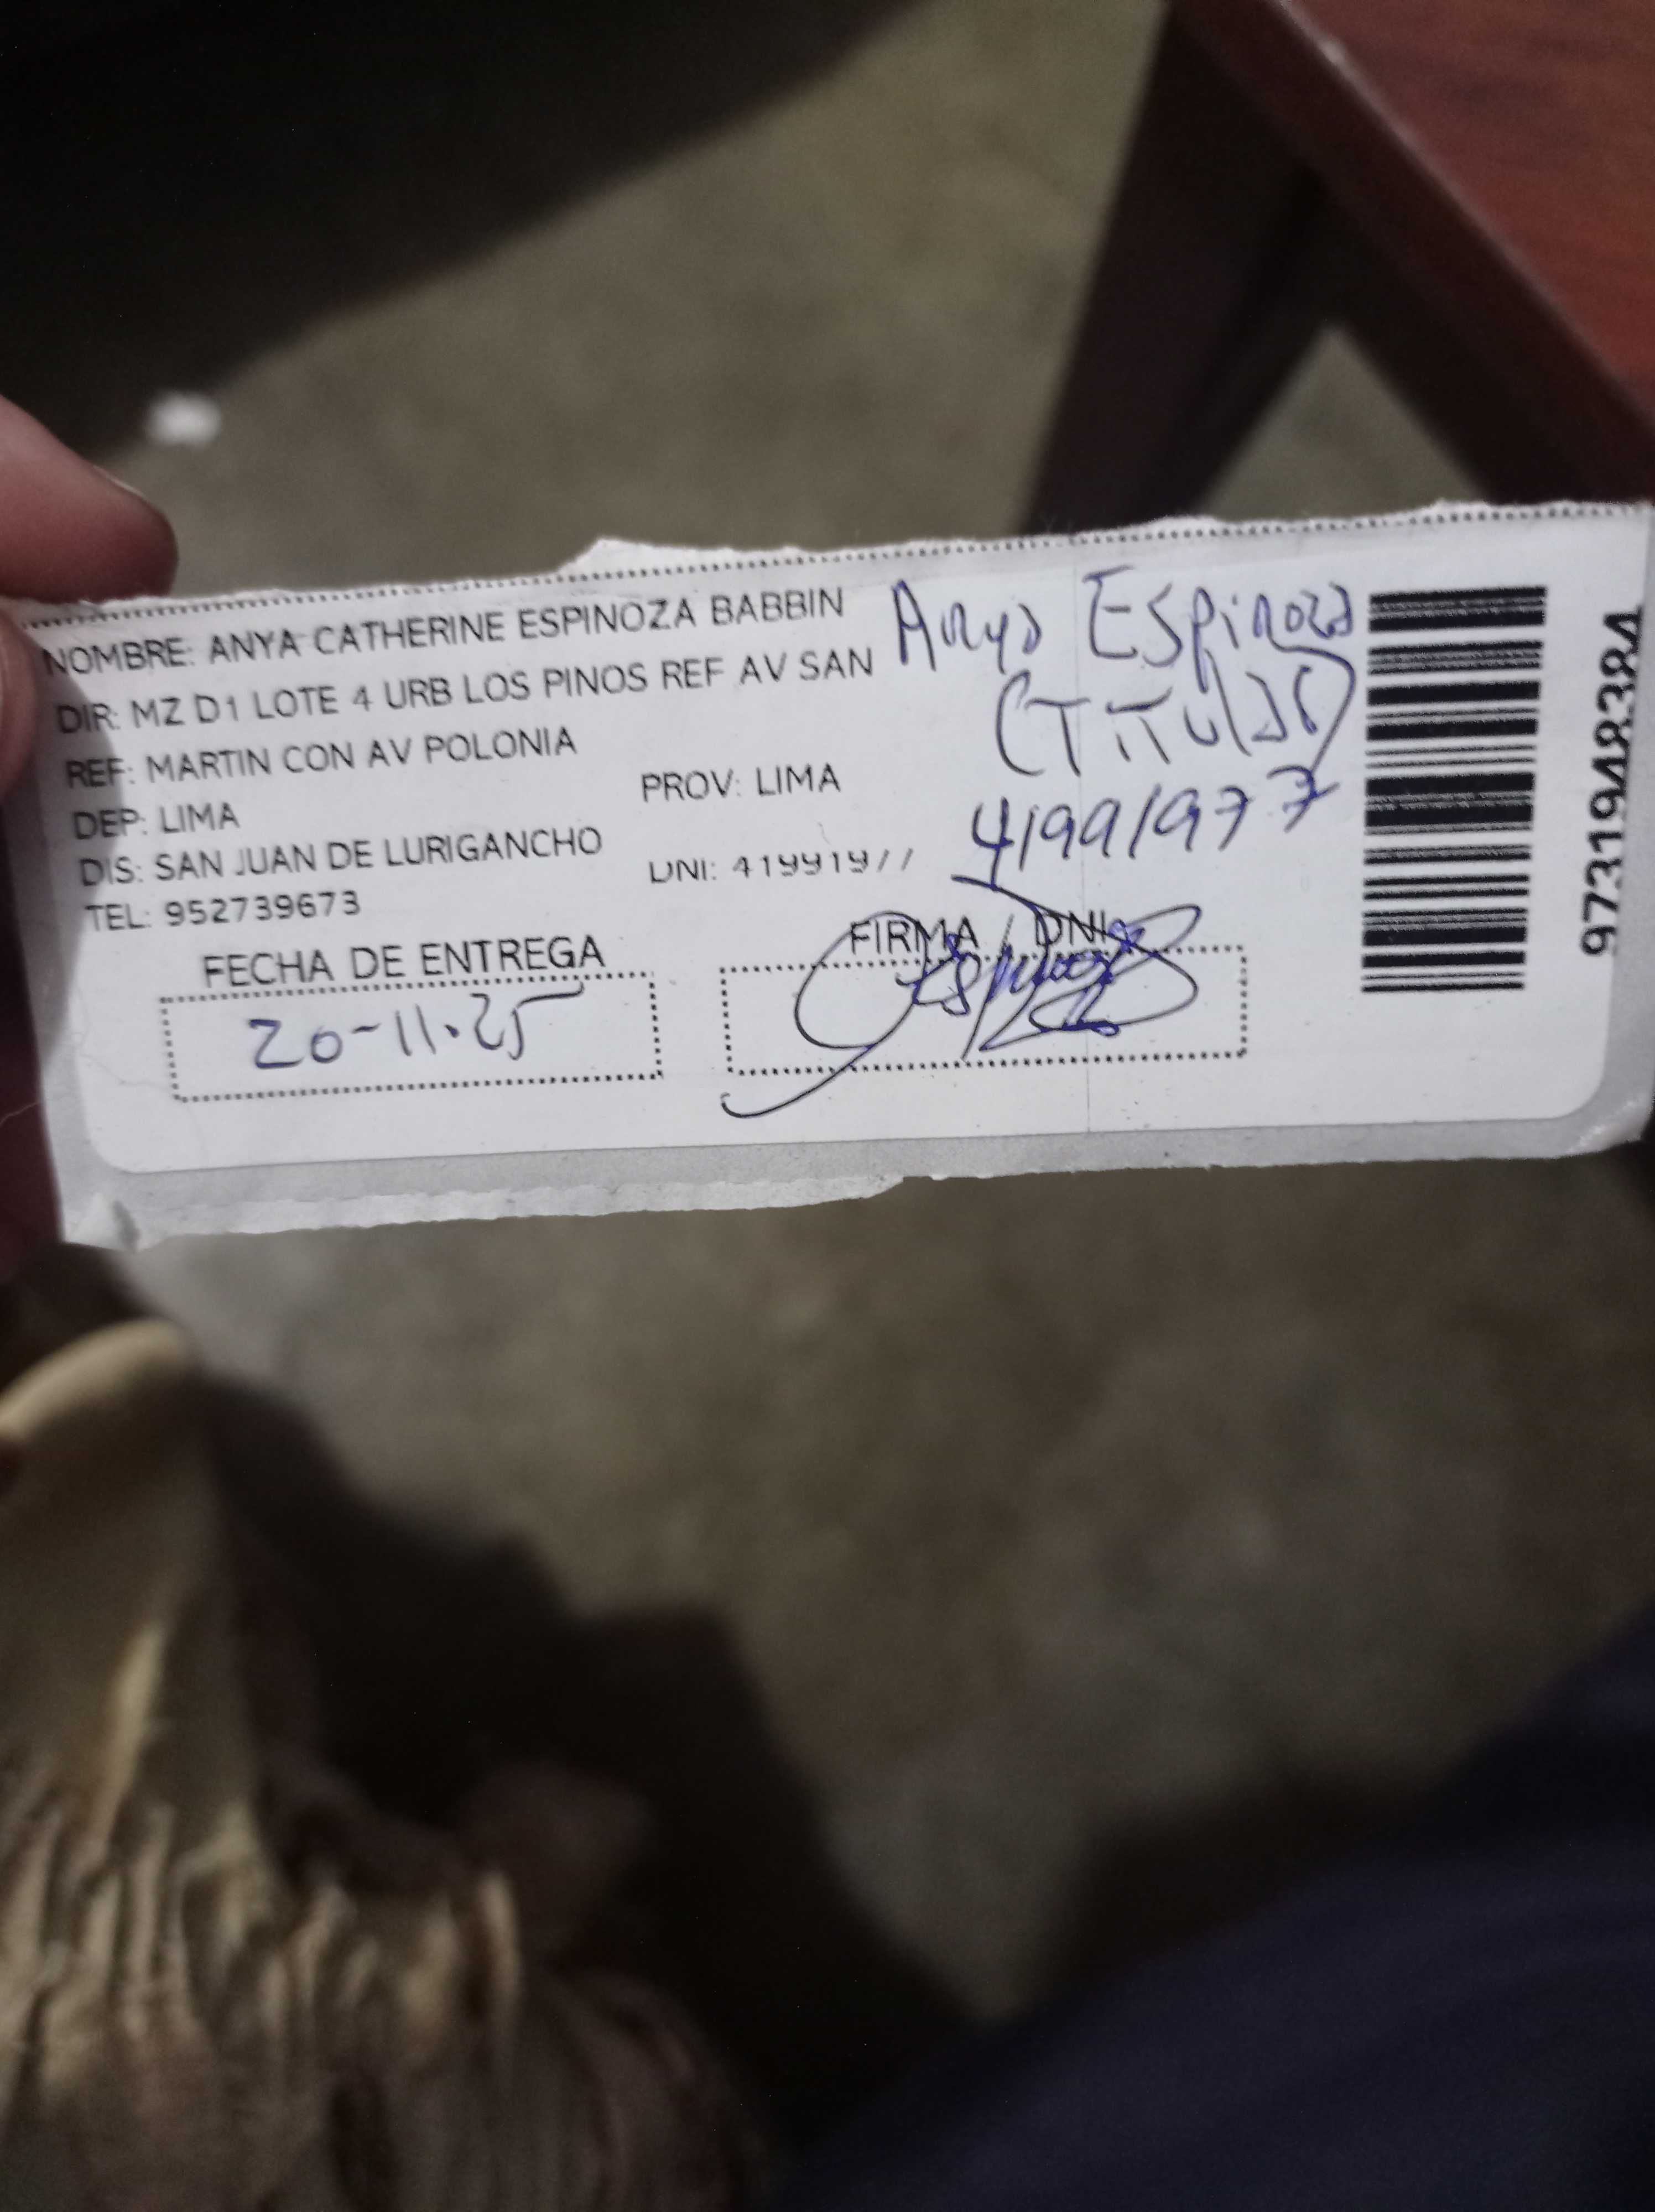 NOMBRE: ANYA CATHERINE ESPINOZA BABBIN
DIR: MZ D1 LOTE 4 URB LOS PINOS REF AV SAN
REF: MARTIN CON AV POLONIA
DEP: LIMA PROV: LIMA
DIS: SAN JUAN DE LURIGANCHO
TEL: 952739673 DNI: 41991977
Anya Espinoza
(TiTular)
41991977
FECHA DE ENTREGA
20-11-25
FIRMA / DNI
Espinoza
9731948384